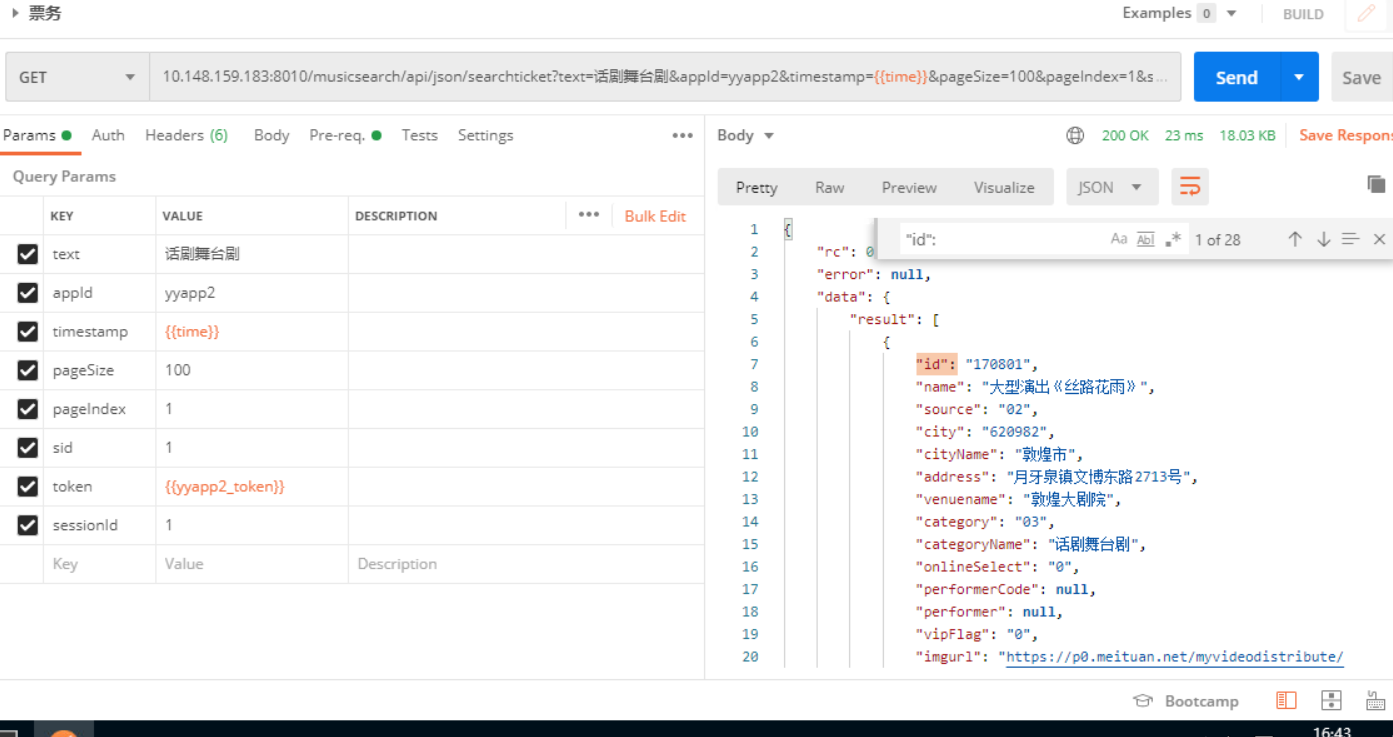 票务
Examples 0 BUILD
GET 10.148.159.183:8010/musicsearch/api/json/searchticket?text=话剧舞台剧&appId=yyapp2&timestamp={{time}}&pageSize=100&pageIndex=1&s... Send Save
Params Auth Headers (6) Body Pre-req. Tests Settings ••• Body 200 OK 23 ms 18.03 KB Save Respons
Query Params
Pretty Raw Preview Visualize JSON
KEY VALUE DESCRIPTION ••• Bulk Edit
text 话剧舞台剧
appId yyapp2
timestamp {{time}}
pageSize 100
pageIndex 1
sid 1
token {{yyapp2_token}}
sessionId 1
Key Value Description
"id": Aa Abl .* 1 of 28
1 {
2 "rc": 0
3 "error": null,
4 "data": {
5 "result": [
6 {
7 "id": "170801",
8 "name": "大型演出《丝路花雨》",
9 "source": "02",
10 "city": "620982",
11 "cityName": "敦煌市",
12 "address": "月牙泉镇文博东路2713号",
13 "venuename": "敦煌大剧院",
14 "category": "03",
15 "categoryName": "话剧舞台剧",
16 "onlineSelect": "0",
17 "performerCode": null,
18 "performer": null,
19 "vipFlag": "0",
20 "imgurl": "https://p0.meituan.net/myvideodistribute/
Bootcamp
16:43